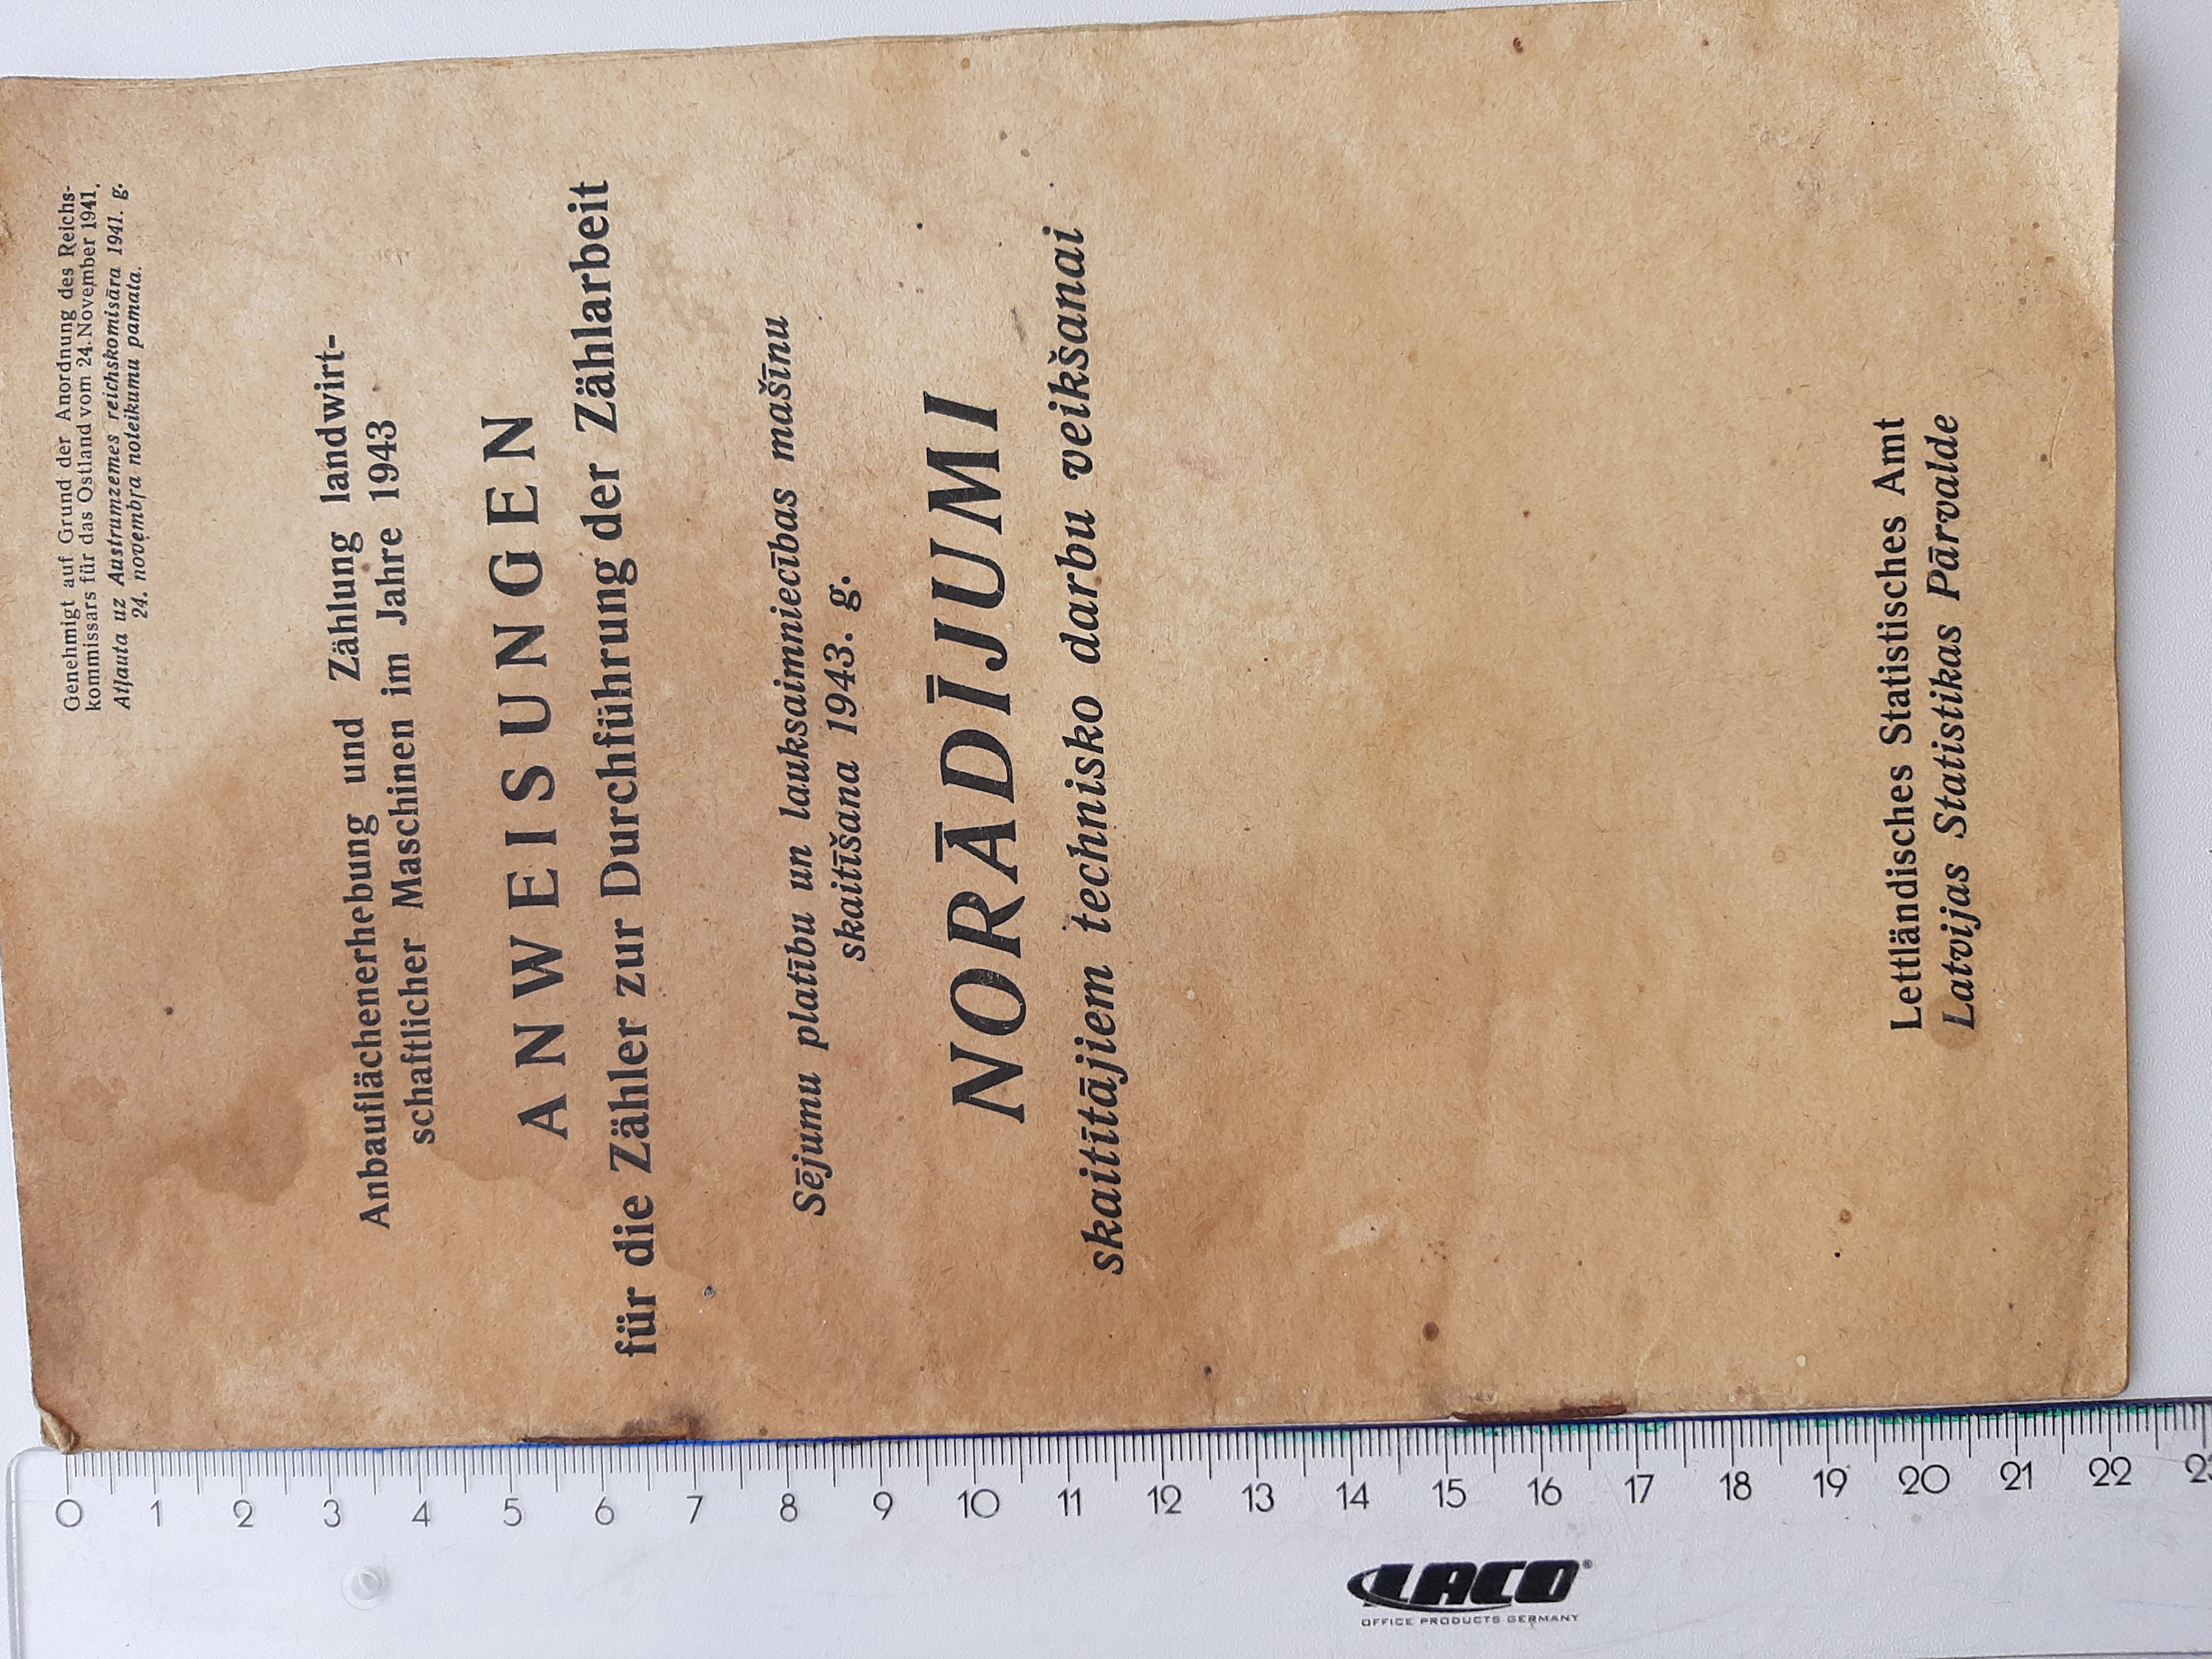 Genehmigt auf Grund der Anordnung des Reichs-
kommissars für das Ostland vom 24. November 1941.
Atļauta uz Austrumzemes reichskomisāra 1941. g.
24. novembŗa noteikumu pamata.
Anbauflächenerhebung und Zählung landwirt-
schaftlicher Maschinen im Jahre 1943
ANWEISUNGEN
für die Zähler zur Durchführung der Zählarbeit
Sējumu platību un lauksaimniecības mašīnu
skaitīšana 1943. g.
NORĀDĪJUMI
skaitītājiem technisko darbu veikšanai
Lettländisches Statistisches Amt
Latvijas Statistikas Pārvalde
0 1 2 3 4 5 6 7 8 9 10 11 12 13 14 15 16 17 18 19 20 21 22
LACO®
OFFICE PRODUCTS GERMANY